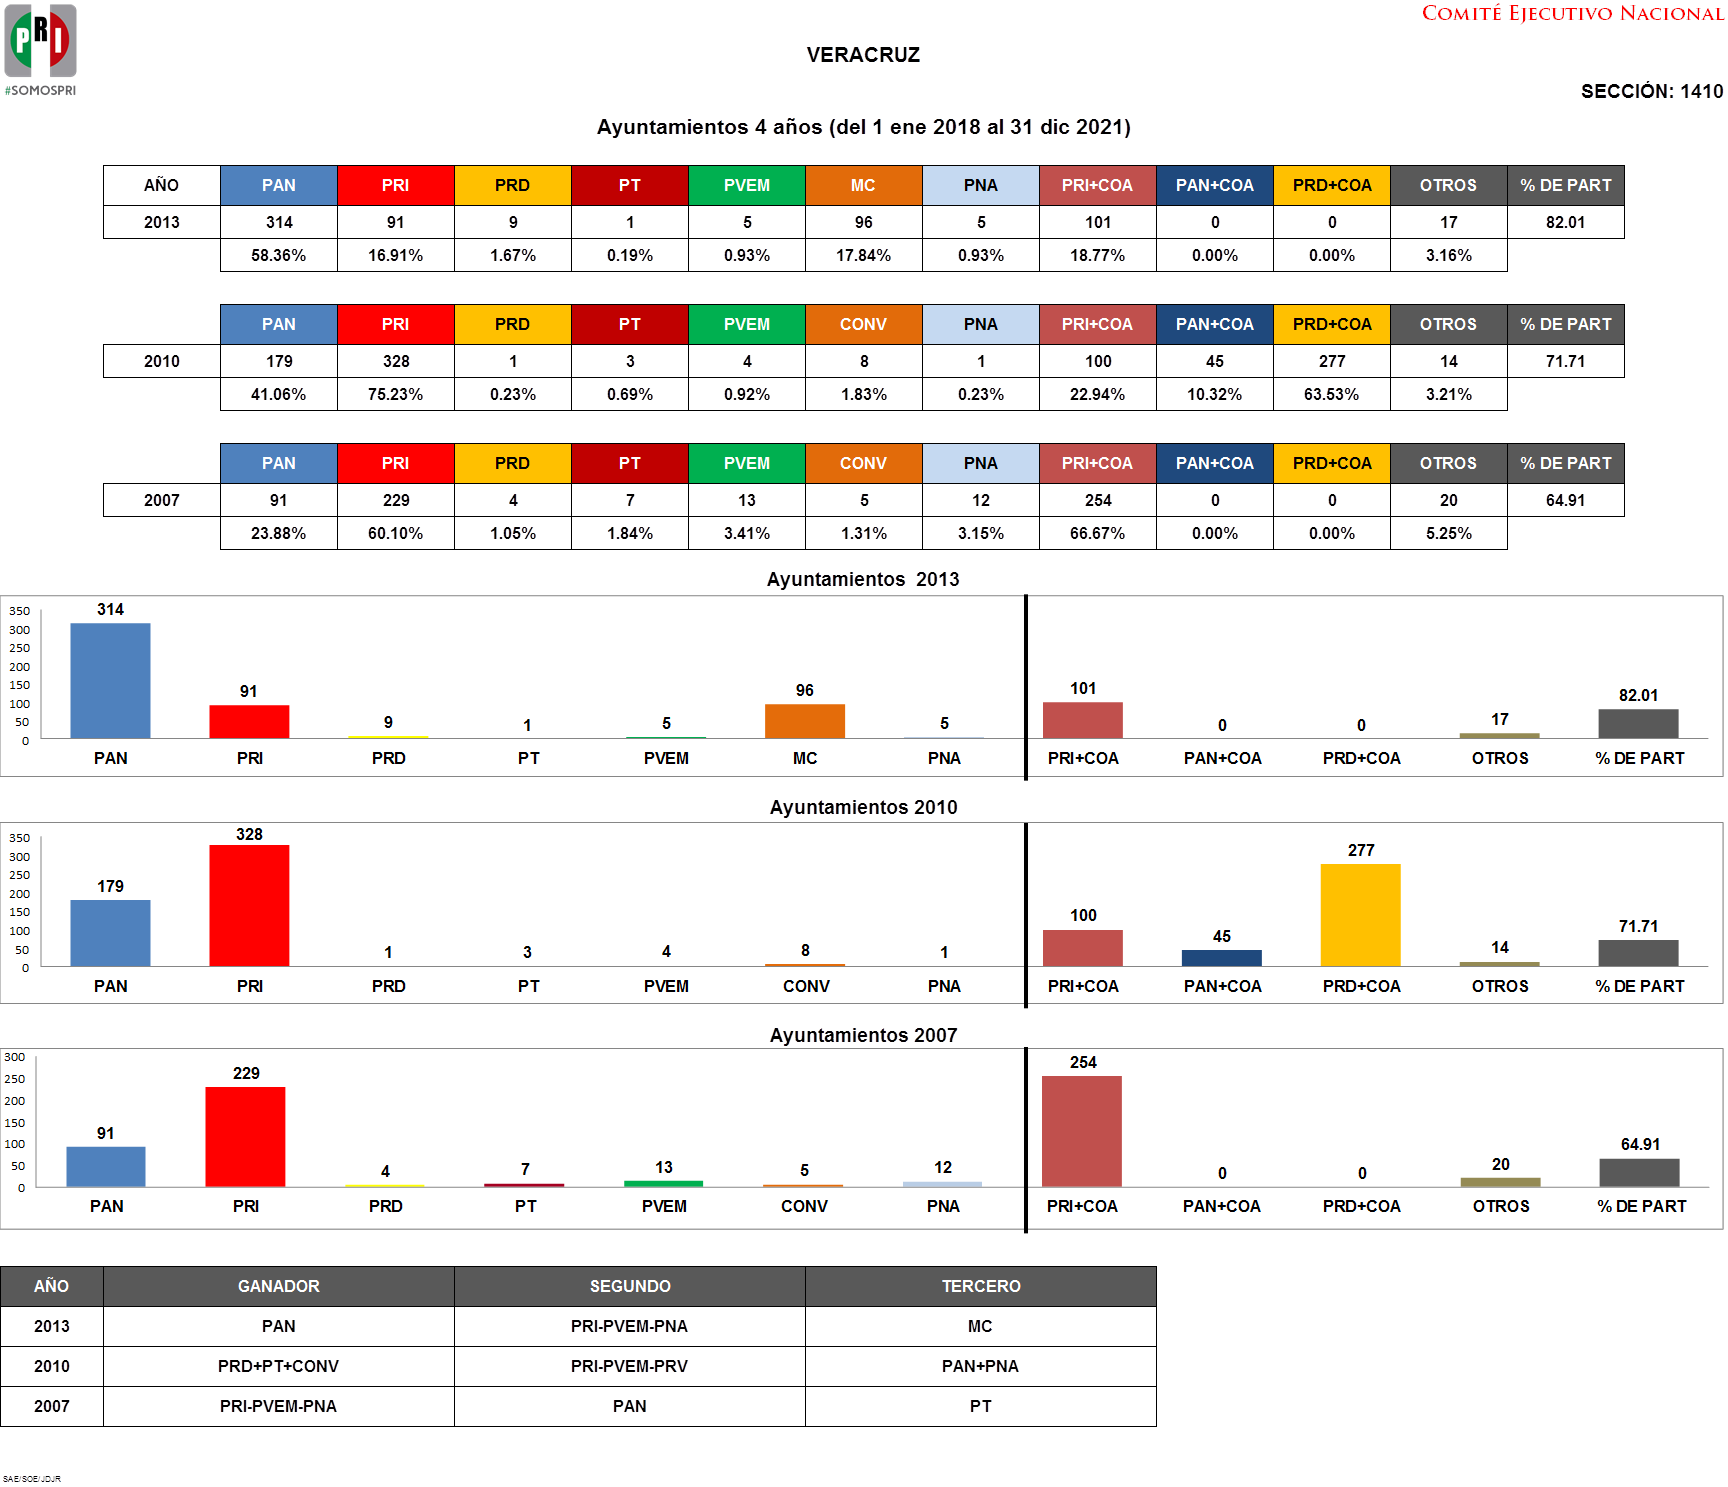 PRI
#SOMOSPRI
COMITÉ EJECUTIVO NACIONAL
VERACRUZ
SECCIÓN: 1410
Ayuntamientos 4 años (del 1 ene 2018 al 31 dic 2021)
AÑO PAN PRI PRD PT PVEM MC PNA PRI+COA PAN+COA PRD+COA OTROS % DE PART
2013 314 91 9 1 5 96 5 101 0 0 17 82.01
58.36% 16.91% 1.67% 0.19% 0.93% 17.84% 0.93% 18.77% 0.00% 0.00% 3.16%
PAN PRI PRD PT PVEM CONV PNA PRI+COA PAN+COA PRD+COA OTROS % DE PART
2010 179 328 1 3 4 8 1 100 45 277 14 71.71
41.06% 75.23% 0.23% 0.69% 0.92% 1.83% 0.23% 22.94% 10.32% 63.53% 3.21%
PAN PRI PRD PT PVEM CONV PNA PRI+COA PAN+COA PRD+COA OTROS % DE PART
2007 91 229 4 7 13 5 12 254 0 0 20 64.91
23.88% 60.10% 1.05% 1.84% 3.41% 1.31% 3.15% 66.67% 0.00% 0.00% 5.25%
Ayuntamientos 2013
350
300
250
200
150
100
50
0
314 91 9 1 5 96 5 101 0 0 17 82.01
PAN PRI PRD PT PVEM MC PNA PRI+COA PAN+COA PRD+COA OTROS % DE PART
Ayuntamientos 2010
350
300
250
200
150
100
50
0
179 328 1 3 4 8 1 100 45 277 14 71.71
PAN PRI PRD PT PVEM CONV PNA PRI+COA PAN+COA PRD+COA OTROS % DE PART
Ayuntamientos 2007
300
250
200
150
100
50
0
91 229 4 7 13 5 12 254 0 0 20 64.91
PAN PRI PRD PT PVEM CONV PNA PRI+COA PAN+COA PRD+COA OTROS % DE PART
AÑO GANADOR SEGUNDO TERCERO
2013 PAN PRI-PVEM-PNA MC
2010 PRD+PT+CONV PRI-PVEM-PRV PAN+PNA
2007 PRI-PVEM-PNA PAN PT
SAE/SOE/JDJR